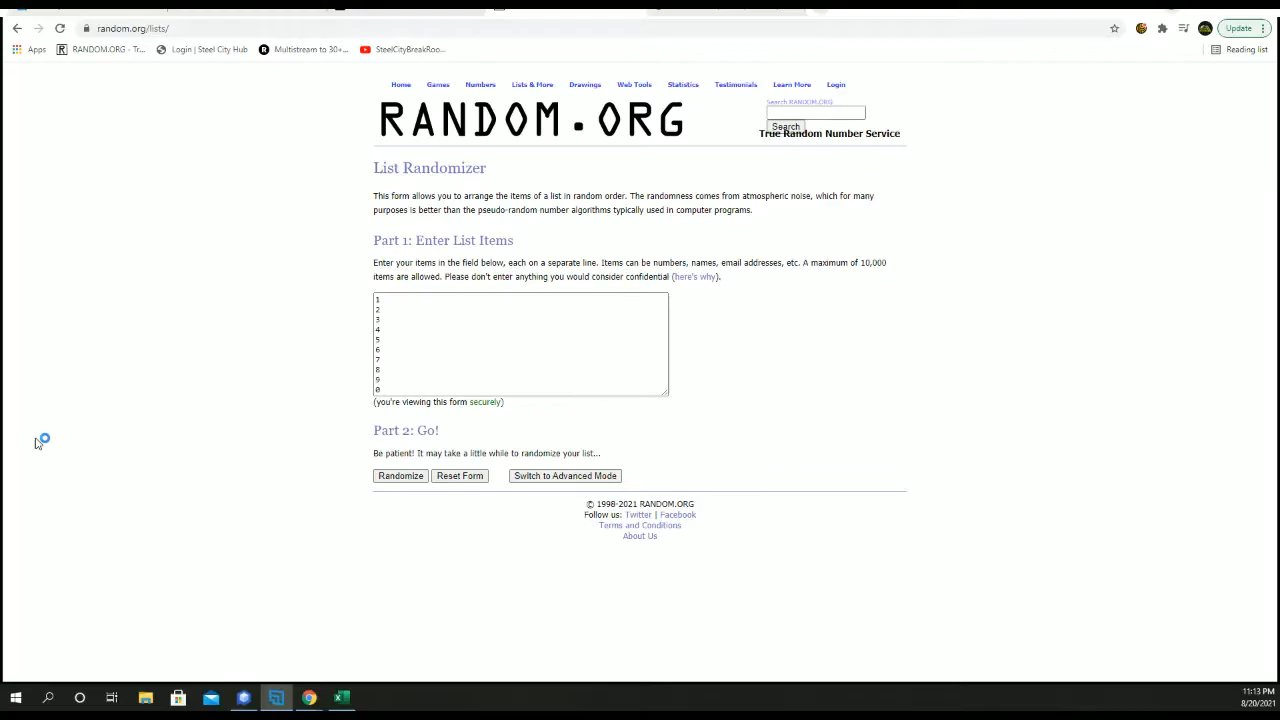 random.org/lists/
Update
Apps RANDOM.ORG - Tr... Login | Steel City Hub Multistream to 30+... SteelCityBreakRoo... Reading list
Home Games Numbers Lists & More Drawings Web Tools Statistics Testimonials Learn More Login
RANDOM.ORG
Search RANDOM.ORG
Search
True Random Number Service
List Randomizer
This form allows you to arrange the items of a list in random order. The randomness comes from atmospheric noise, which for many
purposes is better than the pseudo-random number algorithms typically used in computer programs.
Part 1: Enter List Items
Enter your items in the field below, each on a separate line. Items can be numbers, names, email addresses, etc. A maximum of 10,000
items are allowed. Please don't enter anything you would consider confidential (here's why).
1
2
3
4
5
6
7
8
9
0
(you're viewing this form securely)
Part 2: Go!
Be patient! It may take a little while to randomize your list...
Randomize Reset Form Switch to Advanced Mode
© 1998-2021 RANDOM.ORG
Follow us: Twitter | Facebook
Terms and Conditions
About Us
11:13 PM
8/20/2021